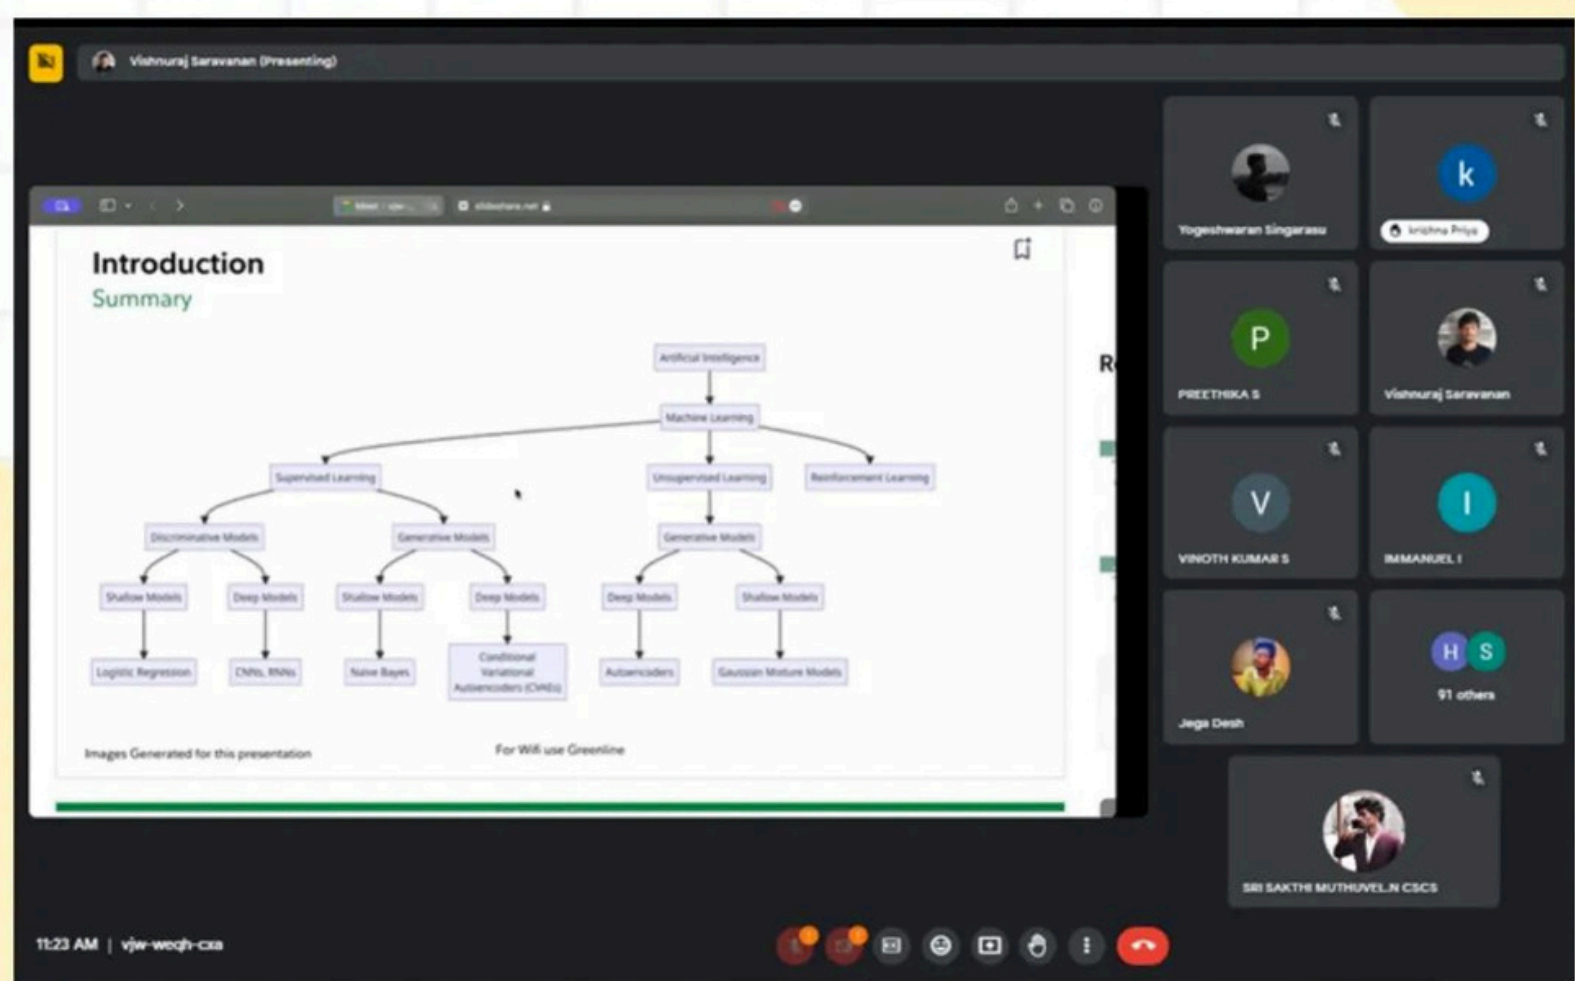 Vishnuraj Saravanan (Presenting)
slideshare.net
Introduction
Summary
Artificial Intelligence
Machine Learning
Supervised Learning
Unsupervised Learning
Reinforcement Learning
Discriminative Models
Generative Models
Generative Models
Shallow Models
Deep Models
Shallow Models
Deep Models
Deep Models
Shallow Models
Logistic Regression
CNNs, RNNs
Naive Bayes
Conditional
Variational
Autoencoders (CVAEs)
Autoencoders
Gaussian Mixture Models
Images Generated for this presentation
For Wifi use Greenline
Yogeshwaran Singarasu
k
krishna Priya
P
PREETHIKA S
Vishnuraj Saravanan
V
VINOTH KUMAR S
I
IMMANUEL I
Jega Desh
H S
91 others
SRI SAKTHI MUTHUVEL.N CSCS
11:23 AM | vjw-weqh-cxa